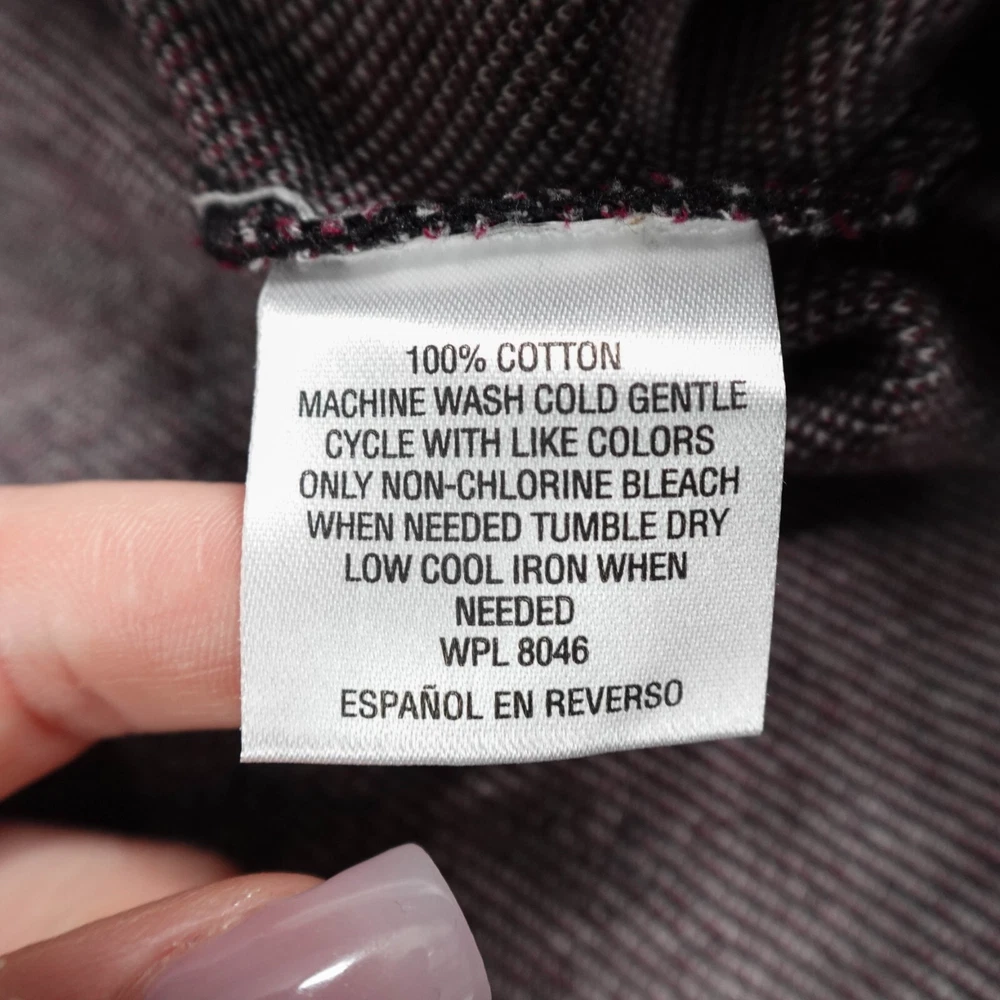 100% COTTON
MACHINE WASH COLD GENTLE
CYCLE WITH LIKE COLORS
ONLY NON-CHLORINE BLEACH
WHEN NEEDED TUMBLE DRY
LOW COOL IRON WHEN
NEEDED
WPL 8046
ESPAÑOL EN REVERSO